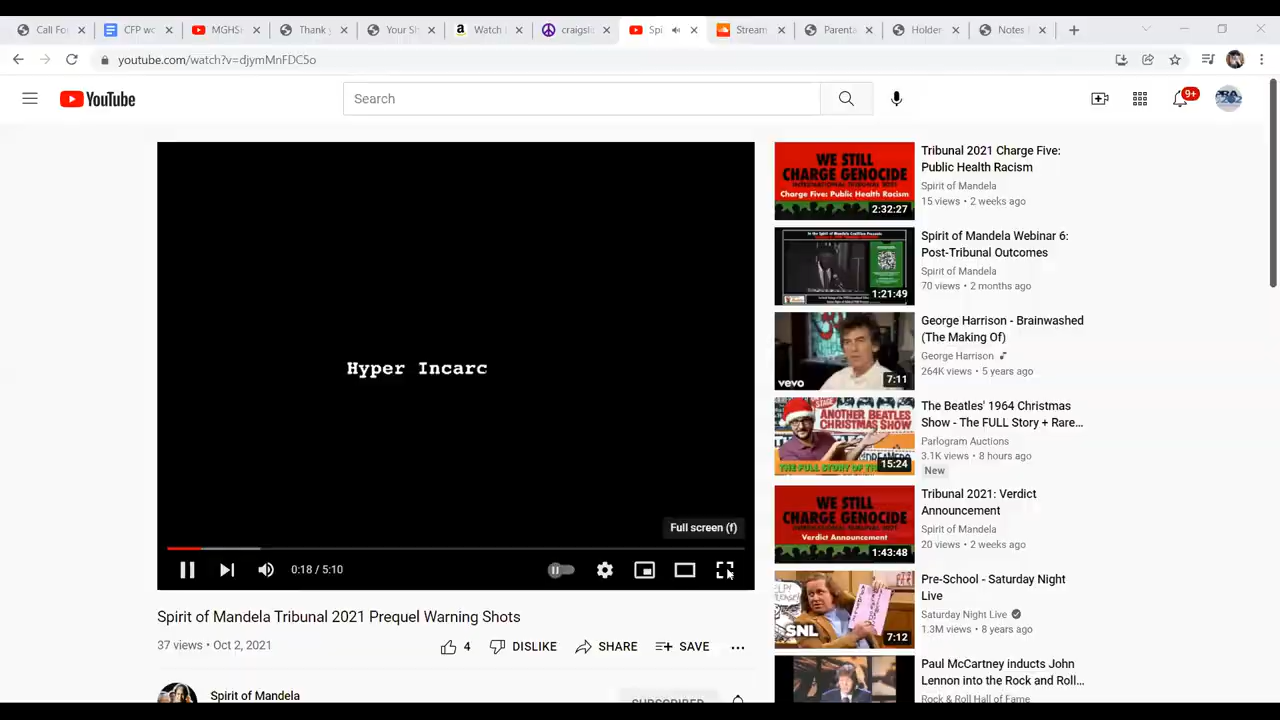 Call For
CFP wo
MGHS
Thank y
Your Sh
Watch L
craigslis
Spi
Stream
Parenta
Holder
Notes
youtube.com/watch?v=djymMnFDC5o
YouTube
Search
9+
Hyper Incarc
Full screen (f)
0:18 / 5:10
Spirit of Mandela Tribunal 2021 Prequel Warning Shots
37 views • Oct 2, 2021
4
DISLIKE
SHARE
SAVE
Spirit of Mandela
SUBSCRIBED
WE STILL
CHARGE GENOCIDE
INTERNATIONAL TRIBUNAL 2021
Charge Five: Public Health Racism
2:32:27
Tribunal 2021 Charge Five:
Public Health Racism
Spirit of Mandela
15 views • 2 weeks ago
1:21:49
Spirit of Mandela Webinar 6:
Post-Tribunal Outcomes
Spirit of Mandela
70 views • 2 months ago
vevo
7:11
George Harrison - Brainwashed
(The Making Of)
George Harrison
264K views • 5 years ago
STAGE
ANOTHER BEATLES
CHRISTMAS SHOW
THE FULL STORY OF
15:24
The Beatles' 1964 Christmas
Show - The FULL Story + Rare...
Parlogram Auctions
3.1K views • 8 hours ago
New
WE STILL
CHARGE GENOCIDE
INTERNATIONAL TRIBUNAL 2021
Verdict Announcement
1:43:48
Tribunal 2021: Verdict
Announcement
Spirit of Mandela
20 views • 2 weeks ago
SNL
7:12
Pre-School - Saturday Night
Live
Saturday Night Live
1.3M views • 8 years ago
Paul McCartney inducts John
Lennon into the Rock and Roll...
Rock & Roll Hall of Fame